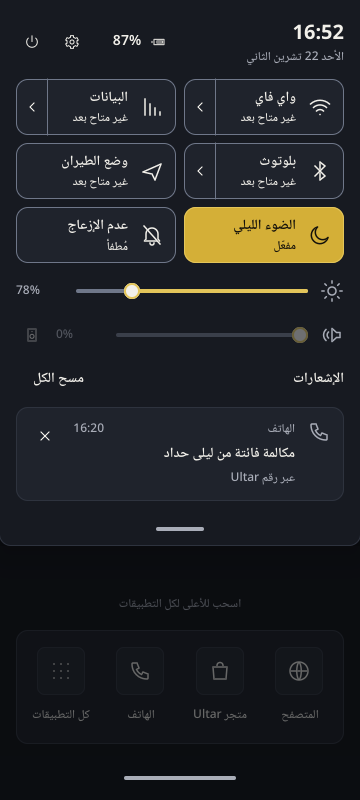 16:52
87%
الأحد 22 تشرين الثاني
واي فاي
غير متاح بعد
البيانات
غير متاح بعد
بلوتوث
غير متاح بعد
وضع الطيران
غير متاح بعد
الضوء الليلي
مفعّل
عدم الإزعاج
مُطفأ
78%
0%
الإشعارات
مسح الكل
الهاتف
16:20
مكالمة فائتة من ليلى حداد
عبر رقم Ultar
اسحب للأعلى لكل التطبيقات
المتصفح
متجر Ultar
الهاتف
كل التطبيقات